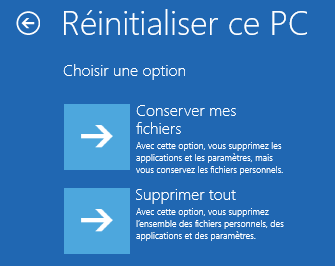 Réinitialiser ce PC
Choisir une option
Conserver mes
fichiers
Avec cette option, vous supprimez les
applications et les paramètres, mais
vous conservez les fichiers personnels.
Supprimer tout
Avec cette option, vous supprimez
l'ensemble des fichiers personnels, des
applications et des paramètres.